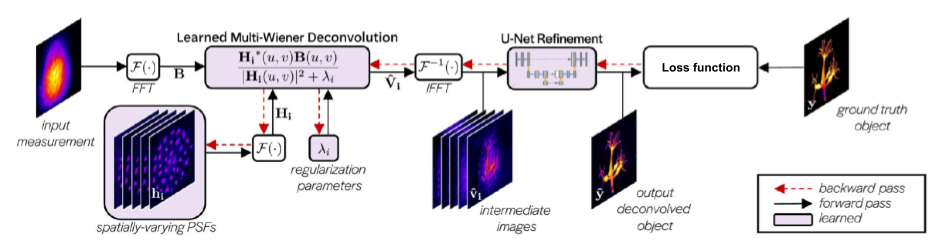 Learned Multi-Wiener Deconvolution
U-Net Refinement
H_i*(u, v)B(u, v)
|H_i(u, v)|² + λ_i
F(·)
FFT
B
V̂_i
F⁻¹(·)
IFFT
Loss function
y
ground truth
object
input
measurement
H_i
F(·)
λ_i
regularization
parameters
h_i
spatially-varying PSFs
v̂_i
intermediate
images
ŷ
output
deconvolved
object
backward pass
forward pass
learned